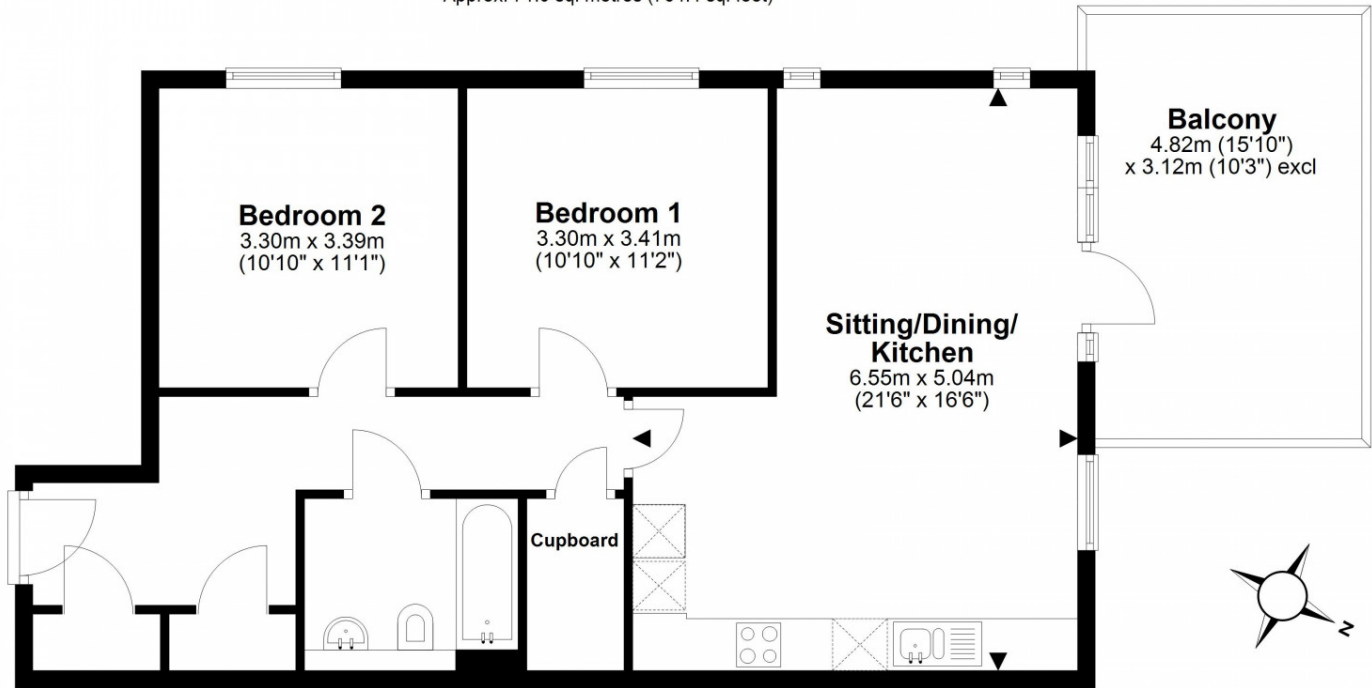 Bedroom 2
3.30m x 3.39m
(10'10" x 11'1")
Bedroom 1
3.30m x 3.41m
(10'10" x 11'2")
Balcony
4.82m (15'10")
x 3.12m (10'3") excl
Sitting/Dining/
Kitchen
6.55m x 5.04m
(21'6" x 16'6")
Cupboard
N